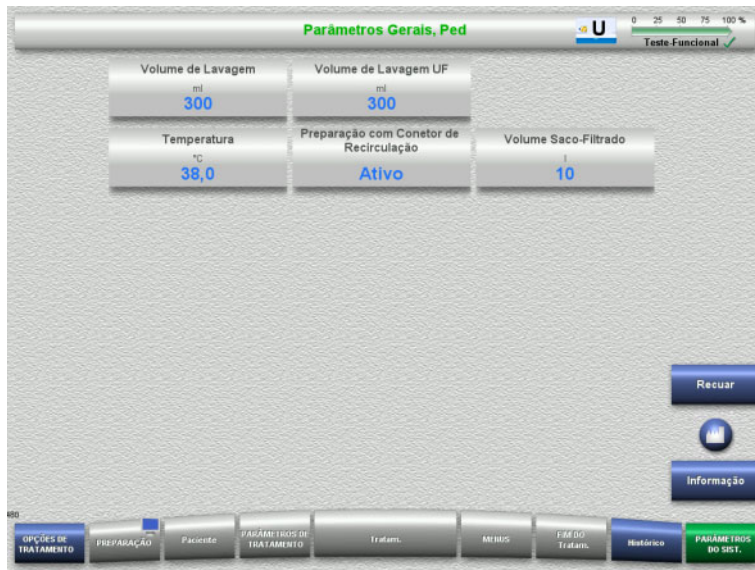 Parâmetros Gerais, Ped
U
0 25 50 75 100 %
Teste-Funcional
Volume de Lavagem
ml
300
Volume de Lavagem UF
ml
300
Temperatura
°C
38,0
Preparação com Conetor de
Recirculação
Ativo
Volume Saco-Filtrado
l
10
Recuar
Informação
480
OPÇÕES DE
TRATAMENTO
PREPARAÇÃO
Paciente
PARÂMETROS DE
TRATAMENTO
Tratam.
MENUS
FIM DO
Tratam.
Histórico
PARÂMETROS
DO SIST.